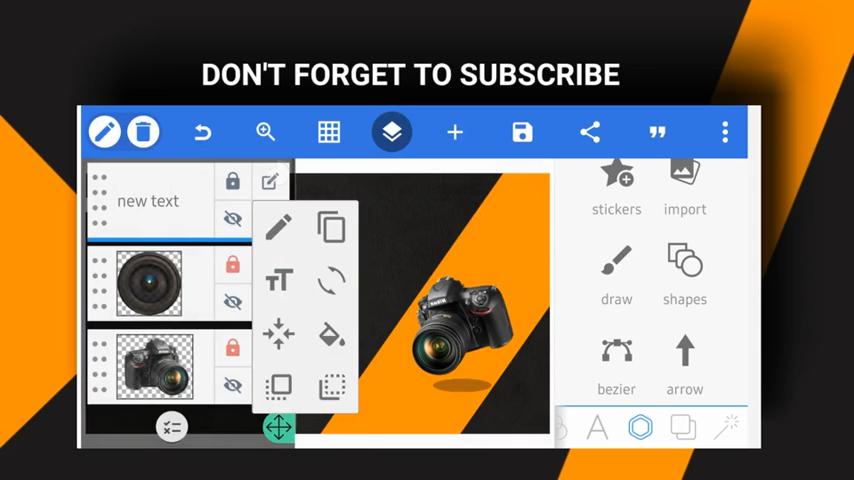 DON'T FORGET TO SUBSCRIBE
new text
stickers
import
draw
shapes
bezier
arrow